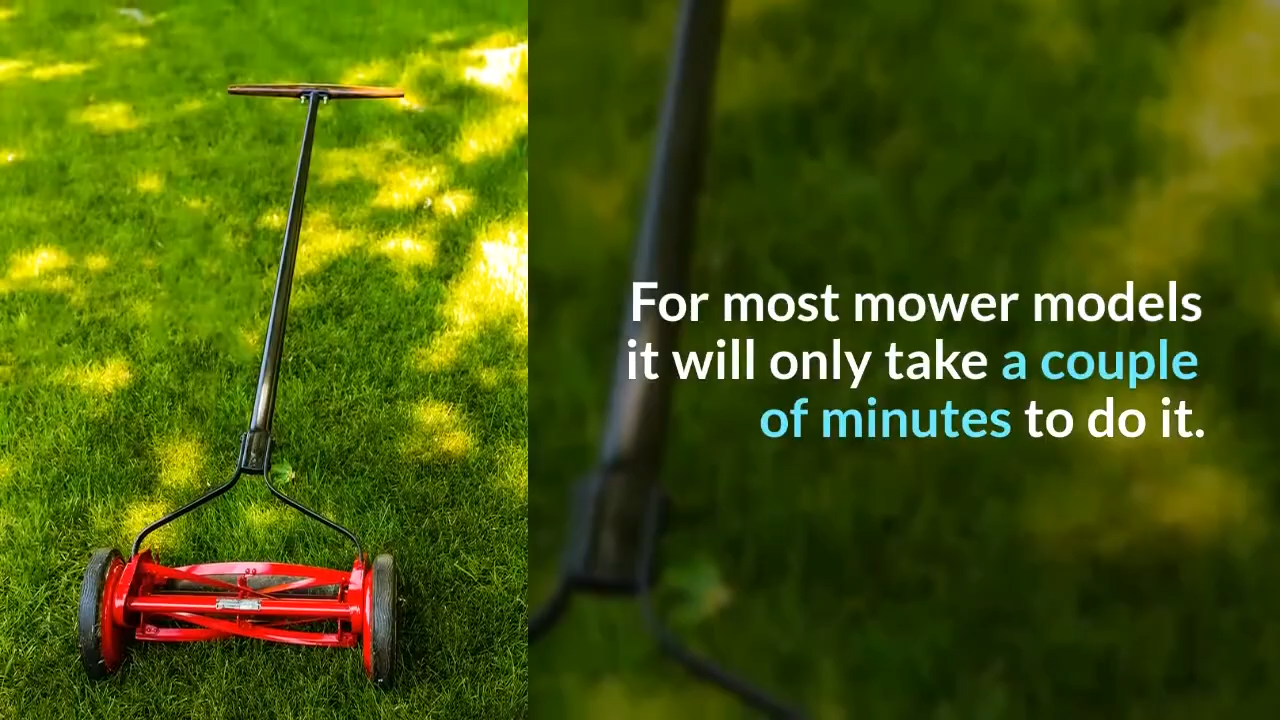 For most mower models
it will only take a couple
of minutes to do it.